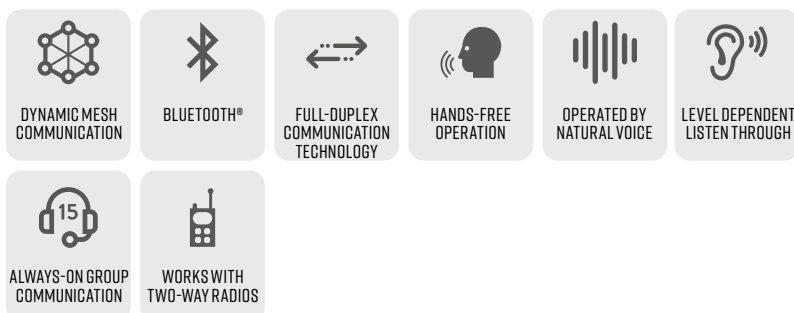 DYNAMIC MESH
COMMUNICATION
BLUETOOTH®
FULL-DUPLEX
COMMUNICATION
TECHNOLOGY
HANDS-FREE
OPERATION
OPERATED BY
NATURAL VOICE
LEVEL DEPENDENT
LISTEN THROUGH
15
ALWAYS-ON GROUP
COMMUNICATION
WORKS WITH
TWO-WAY RADIOS